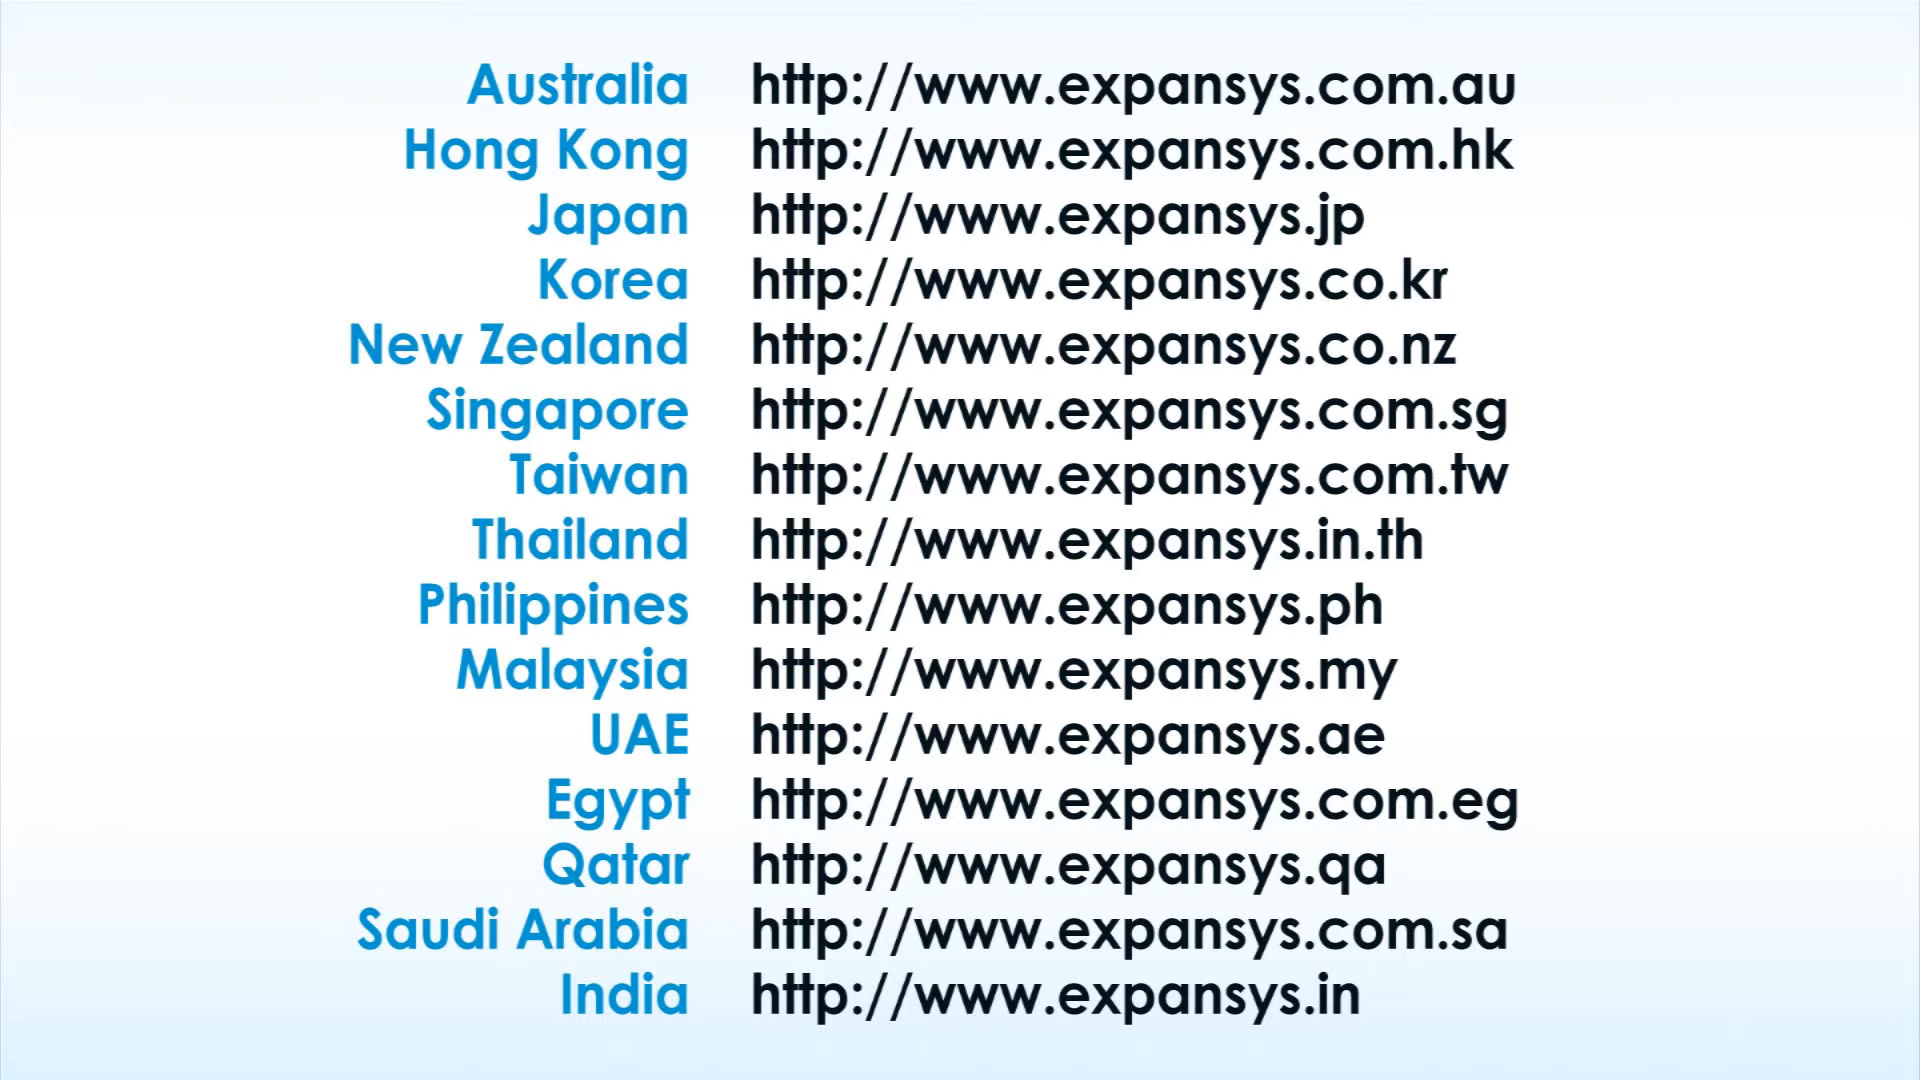 Australia http://www.expansys.com.au
Hong Kong http://www.expansys.com.hk
Japan http://www.expansys.jp
Korea http://www.expansys.co.kr
New Zealand http://www.expansys.co.nz
Singapore http://www.expansys.com.sg
Taiwan http://www.expansys.com.tw
Thailand http://www.expansys.in.th
Philippines http://www.expansys.ph
Malaysia http://www.expansys.my
UAE http://www.expansys.ae
Egypt http://www.expansys.com.eg
Qatar http://www.expansys.qa
Saudi Arabia http://www.expansys.com.sa
India http://www.expansys.in